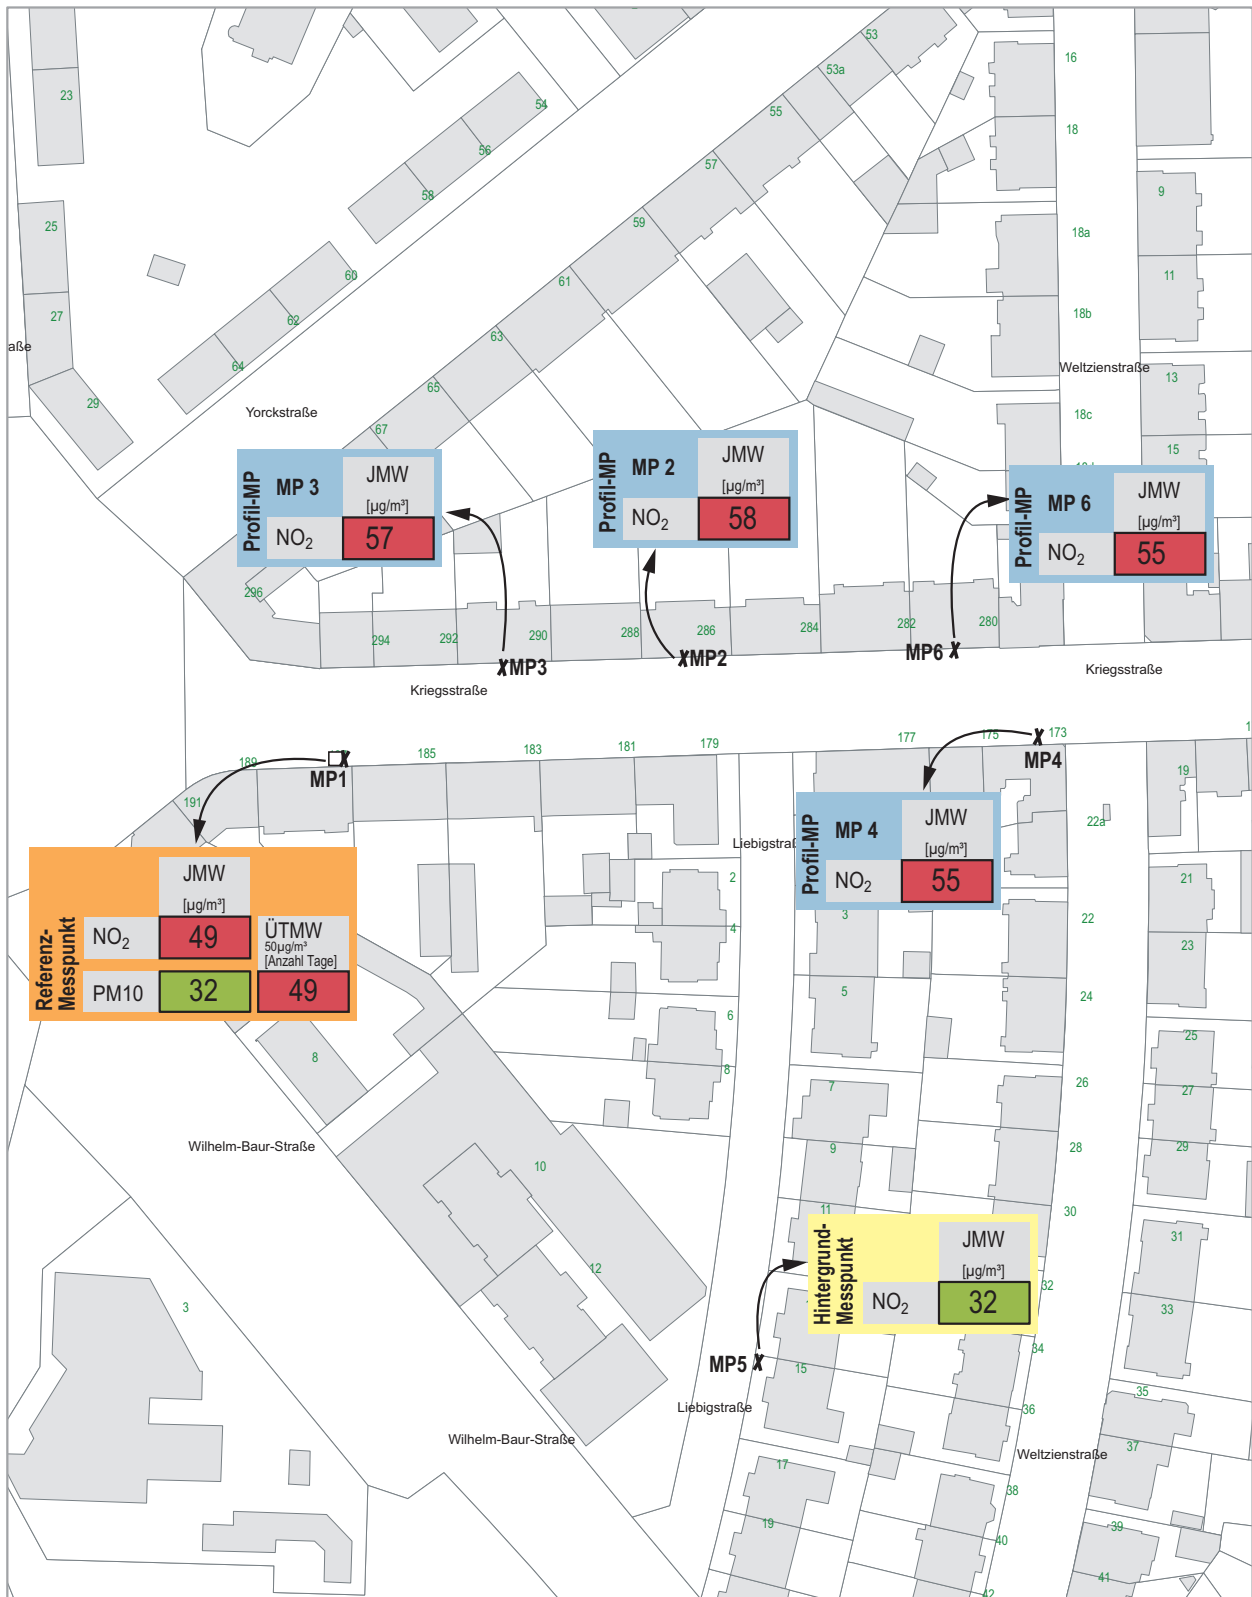 53
16
53a
23
54
55
18
56
57
58
9
25
59
18a
60
61
11
27
62
18b
63
aße
64
65
Weltzienstraße
13
29
Yorckstraße
67
18c
15
Profil-MP
MP 3
JMW
[µg/m³]
NO₂
57
Profil-MP
MP 2
JMW
[µg/m³]
NO₂
58
Profil-MP
MP 6
JMW
[µg/m³]
NO₂
55
296
294
292
290
288
286
284
282
280
MP3
MP2
MP6
Kriegsstraße
Kriegsstraße
189
185
183
181
179
177
175
173
MP1
MP4
19
191
22a
Liebigstraß
Profil-MP
MP 4
JMW
[µg/m³]
NO₂
55
2
21
3
22
4
23
Referenz-
Messpunkt
JMW
[µg/m³]
NO₂
49
ÜTMW
50µg/m³
[Anzahl Tage]
PM10
32
49
5
24
6
25
8
8
7
26
27
Wilhelm-Baur-Straße
9
28
29
10
11
30
31
12
Hintergrund-
Messpunkt
JMW
[µg/m³]
NO₂
32
32
3
33
34
MP5
15
35
Liebigstraße
36
Wilhelm-Baur-Straße
37
Weltzienstraße
17
38
19
39
40
41
42